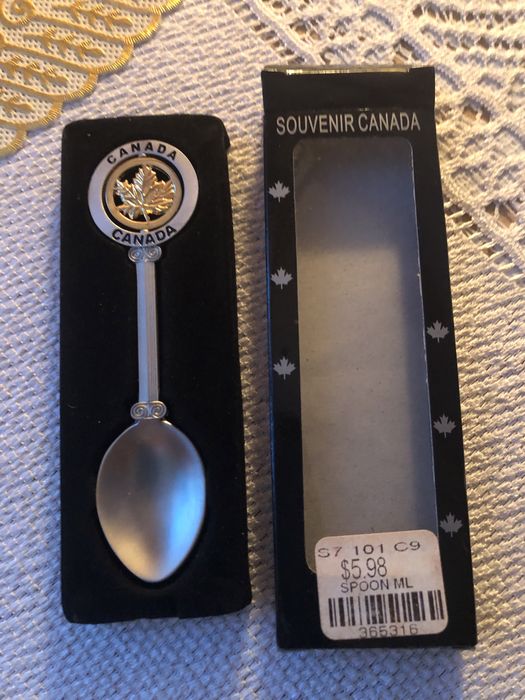 CANADA
CANADA
SOUVENIR CANADA
S7 101 C9
$5.98
SPOON ML
365316